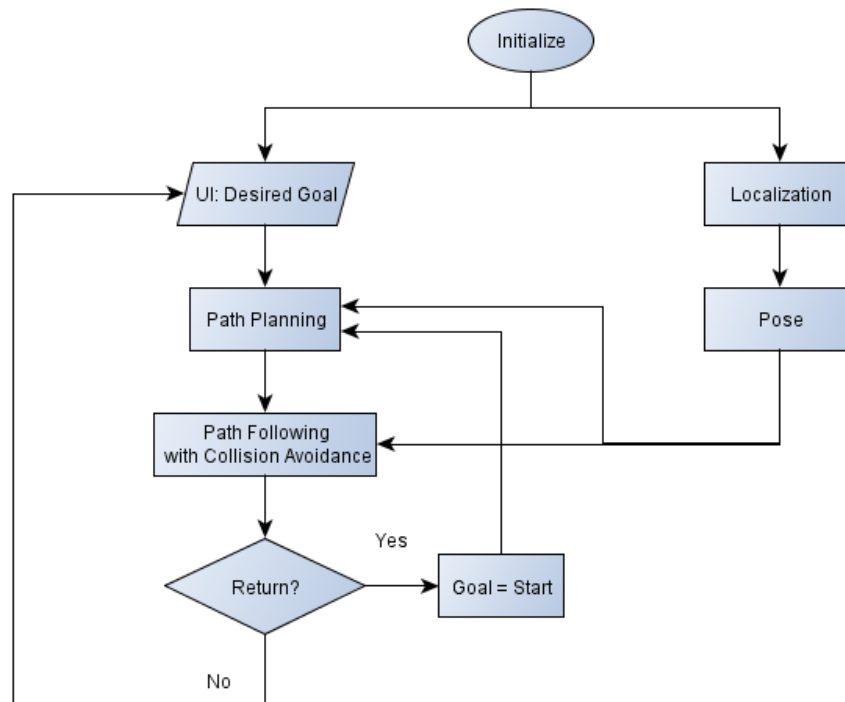 Initialize
UI: Desired Goal
Localization
Path Planning
Pose
Path Following
with Collision Avoidance
Yes
Return?
Goal = Start
No